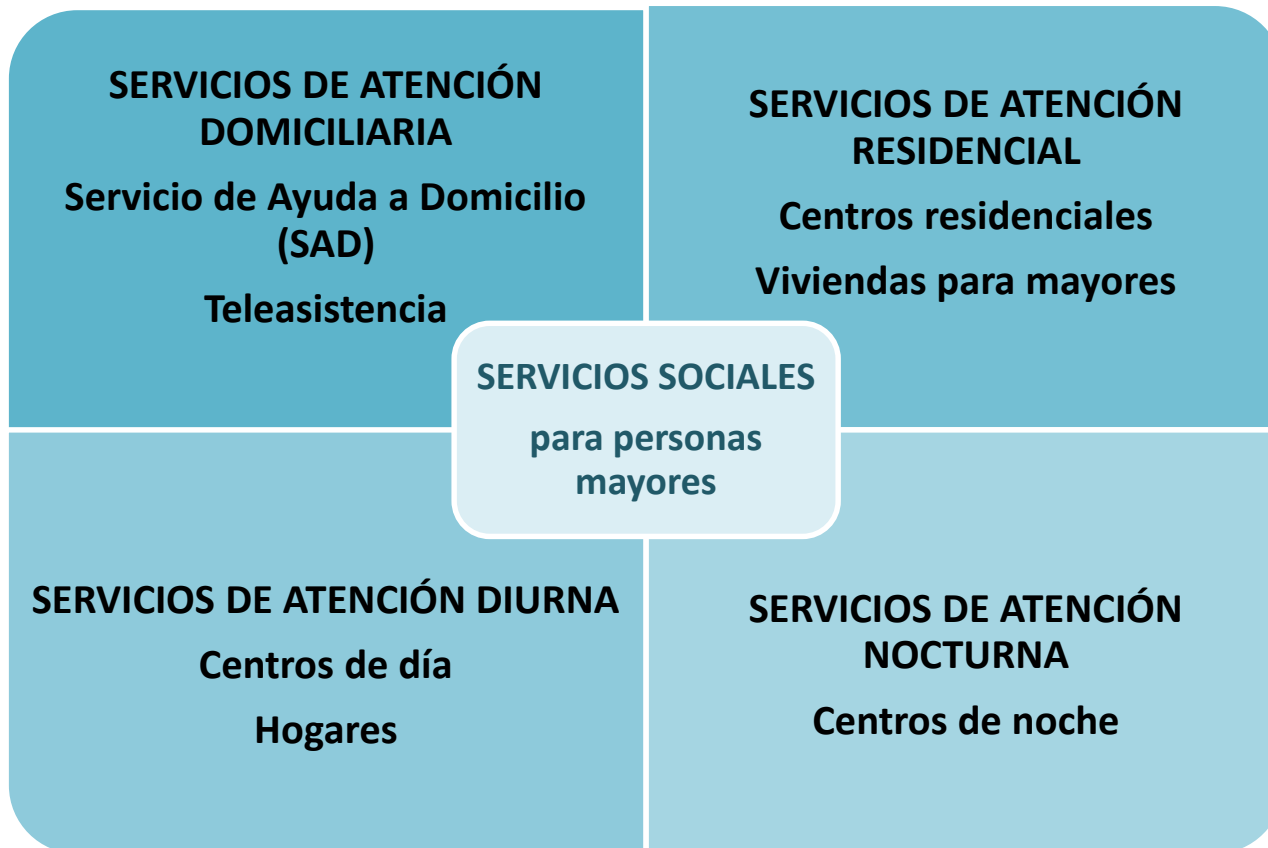 SERVICIOS DE ATENCIÓN
DOMICILIARIA
Servicio de Ayuda a Domicilio
(SAD)
Teleasistencia
SERVICIOS DE ATENCIÓN
RESIDENCIAL
Centros residenciales
Viviendas para mayores
SERVICIOS SOCIALES
para personas
mayores
SERVICIOS DE ATENCIÓN DIURNA
Centros de día
Hogares
SERVICIOS DE ATENCIÓN
NOCTURNA
Centros de noche